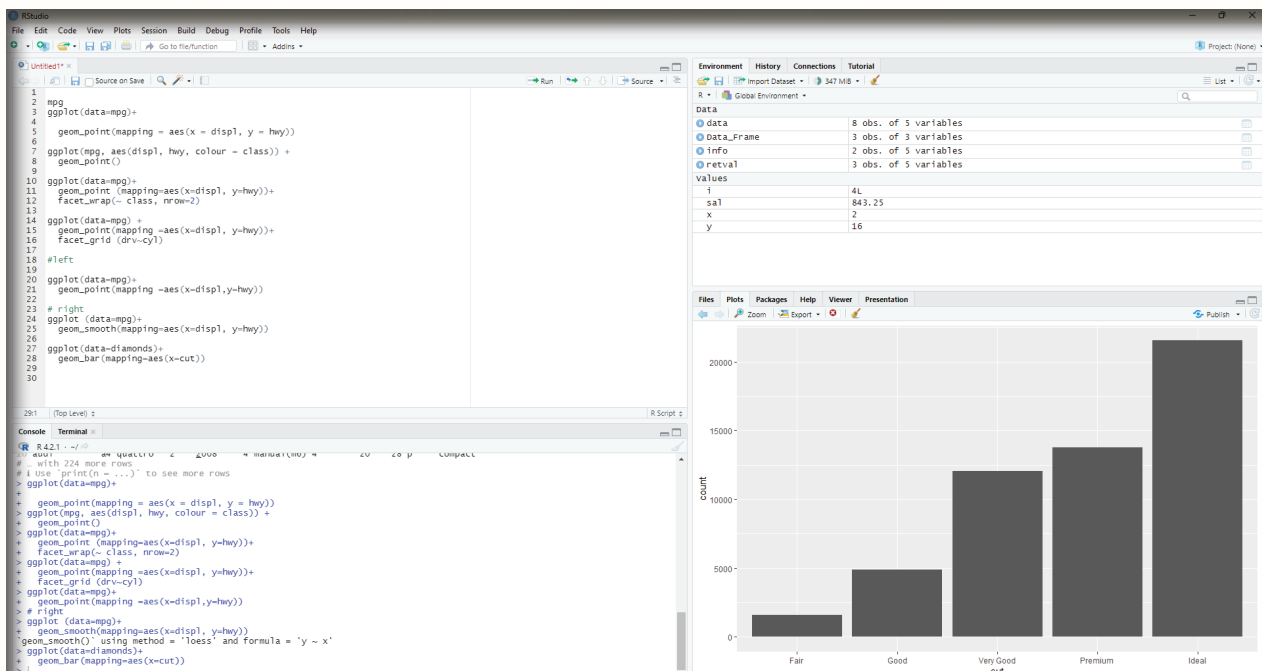 RStudio
File Edit Code View Plots Session Build Debug Profile Tools Help
Go to file/function Addins Project: (None)
Untitled1*
Source on Save Run Source
1
2 mpg
3 ggplot(data=mpg)+
4
5 geom_point(mapping = aes(x = displ, y = hwy))
6
7 ggplot(mpg, aes(displ, hwy, colour = class)) +
8 geom_point()
9
10 ggplot(data=mpg)+
11 geom_point (mapping=aes(x=displ, y=hwy))+
12 facet_wrap(~ class, nrow=2)
13
14 ggplot(data=mpg) +
15 geom_point(mapping =aes(x=displ, y=hwy))+
16 facet_grid (drv~cyl)
17
18 #left
19
20 ggplot(data=mpg)+
21 geom_point(mapping =aes(x=displ,y=hwy))
22
23 # right
24 ggplot (data=mpg)+
25 geom_smooth(mapping=aes(x=displ, y=hwy))
26
27 ggplot(data=diamonds)+
28 geom_bar(mapping=aes(x=cut))
29
30
29:1 (Top Level) R Script
Console Terminal
R 4.2.1 · ~/
audi a4 quattro 2 2008 4 manual(m6) 4 20 28 p compact
# … with 224 more rows
# ℹ Use `print(n = ...)` to see more rows
> ggplot(data=mpg)+
+
+ geom_point(mapping = aes(x = displ, y = hwy))
> ggplot(mpg, aes(displ, hwy, colour = class)) +
+ geom_point()
> ggplot(data=mpg)+
+ geom_point (mapping=aes(x=displ, y=hwy))+
+ facet_wrap(~ class, nrow=2)
> ggplot(data=mpg) +
+ geom_point(mapping =aes(x=displ, y=hwy))+
+ facet_grid (drv~cyl)
> ggplot(data=mpg)+
+ geom_point(mapping =aes(x=displ,y=hwy))
> # right
> ggplot (data=mpg)+
+ geom_smooth(mapping=aes(x=displ, y=hwy))
`geom_smooth()` using method = 'loess' and formula = 'y ~ x'
> ggplot(data=diamonds)+
+ geom_bar(mapping=aes(x=cut))
>
Environment History Connections Tutorial
Import Dataset 347 MiB List
R Global Environment
Data
data 8 obs. of 5 variables
Data_Frame 3 obs. of 3 variables
info 2 obs. of 5 variables
retval 3 obs. of 5 variables
Values
i 4L
sal 843.25
x 2
y 16
Files Plots Packages Help Viewer Presentation
Zoom Export Publish
20000
15000
10000
5000
0
count
Fair Good Very Good Premium Ideal
cut